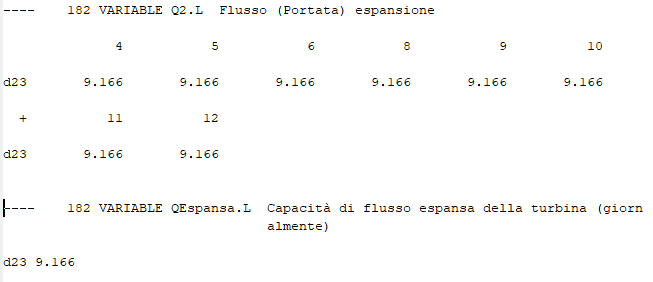 ----    182 VARIABLE Q2.L  Flusso (Portata) espansione
              4          5          6          8          9         10
d23       9.166      9.166      9.166      9.166      9.166      9.166
  +          11         12
d23       9.166      9.166
----    182 VARIABLE QEspansa.L  Capacità di flusso espansa della turbina (giorn
                                 almente)
d23 9.166